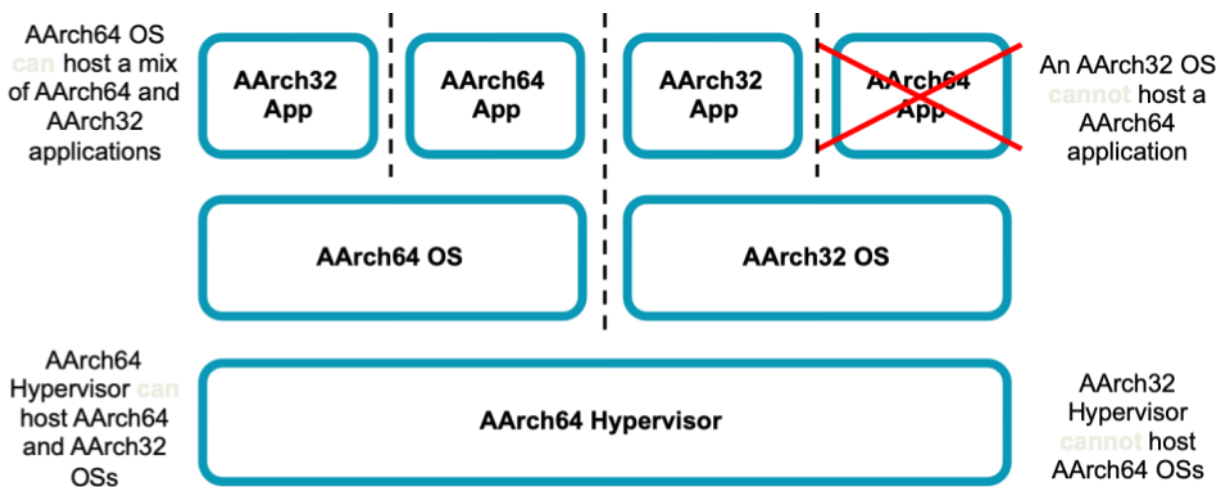 AArch64 OS
can host a mix
of AArch64 and
AArch32
applications
AArch32
App
AArch64
App
AArch32
App
AArch64
App
An AArch32 OS
cannot host a
AArch64
application
AArch64 OS
AArch32 OS
AArch64
Hypervisor can
host AArch64
and AArch32
OSs
AArch64 Hypervisor
AArch32
Hypervisor
cannot host
AArch64 OSs